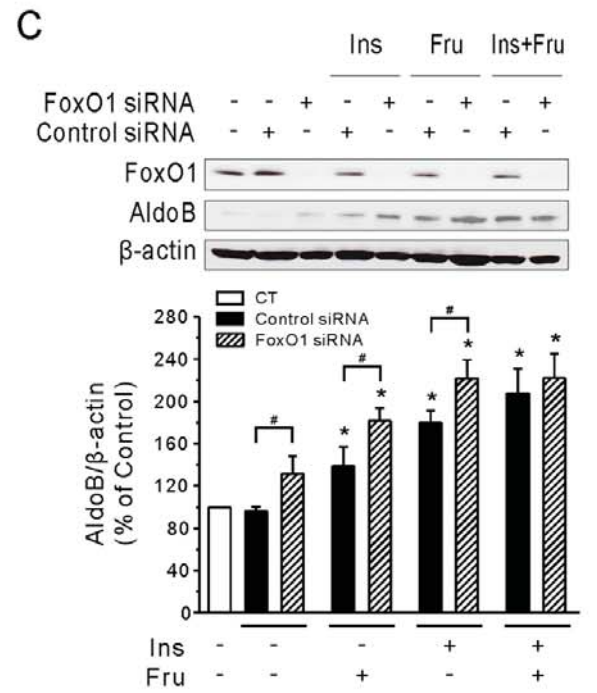 C
Ins Fru Ins+Fru
FoxO1 siRNA - - + - + - + - +
Control siRNA - + - + - + - + -
FoxO1
AldoB
β-actin
CT
Control siRNA
FoxO1 siRNA
AldoB/β-actin
(% of Control)
280
240
200
160
120
80
40
0
#
#
*
*
#
*
*
*
*
Ins - - - + +
Fru - - + - +